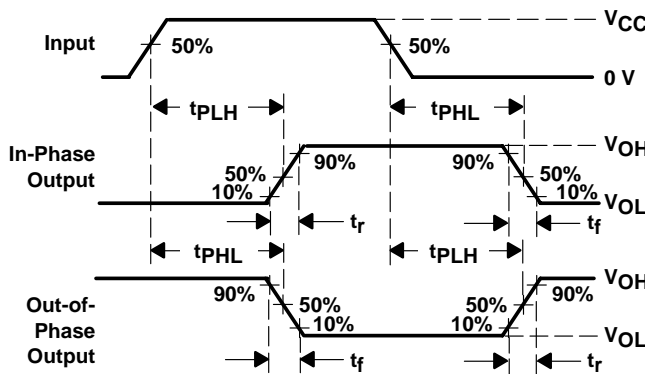 VCC
Input
50%
50%
0 V
tPLH
tPHL
In-Phase
Output
VOH
90%
90%
50%
50%
10%
10%
VOL
tr
tf
tPHL
tPLH
Out-of-
Phase
Output
VOH
90%
90%
50%
50%
10%
10%
VOL
tf
tr